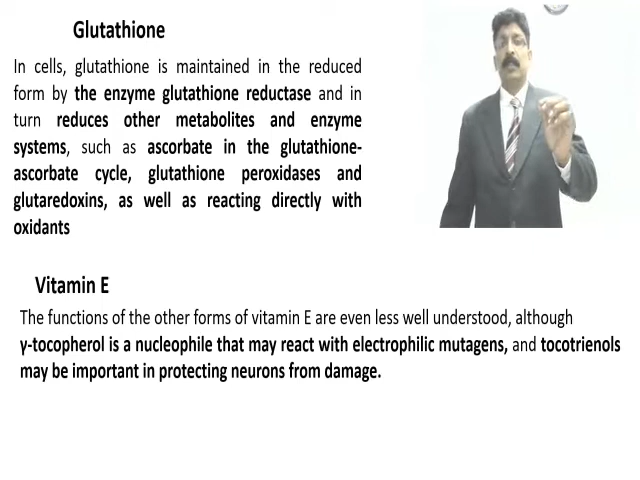 Glutathione
In cells, glutathione is maintained in the reduced
form by the enzyme glutathione reductase and in
turn reduces other metabolites and enzyme
systems, such as ascorbate in the glutathione-
ascorbate cycle, glutathione peroxidases and
glutaredoxins, as well as reacting directly with
oxidants
Vitamin E
The functions of the other forms of vitamin E are even less well understood, although
γ-tocopherol is a nucleophile that may react with electrophilic mutagens, and tocotrienols
may be important in protecting neurons from damage.